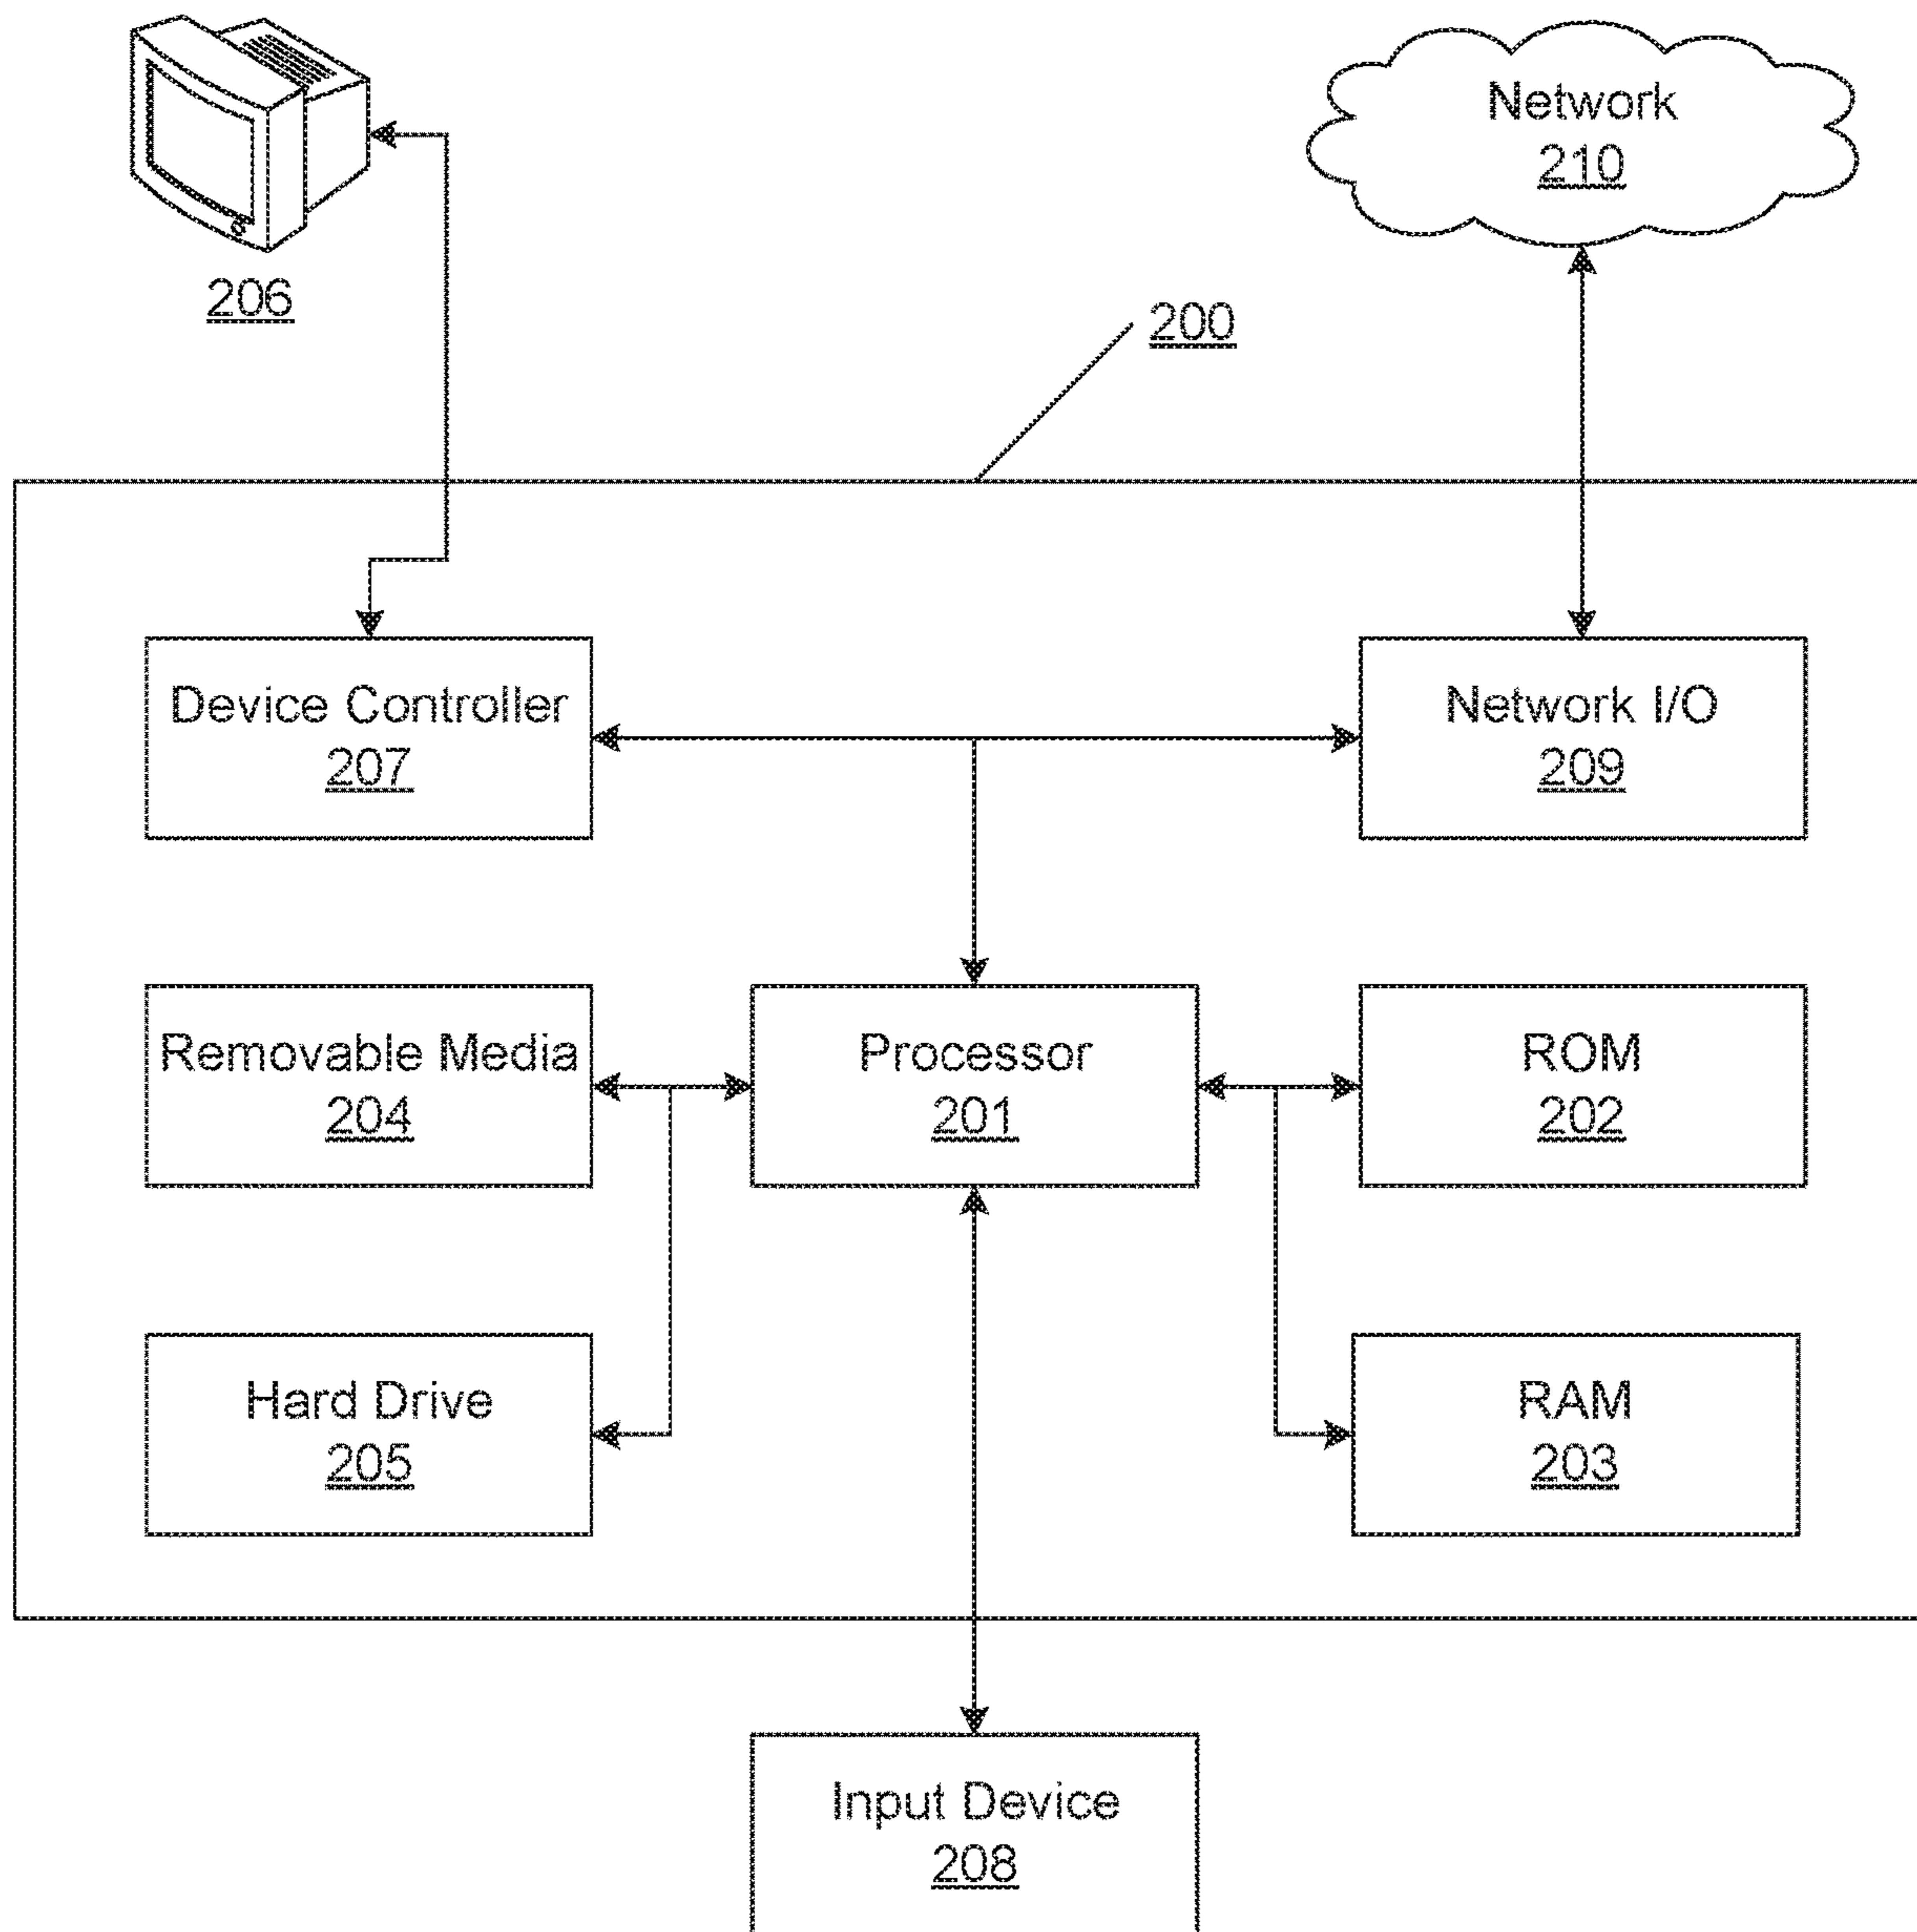 Network
210
206
200
Device Controller
207
Network I/O
209
Removable Media
204
Processor
201
ROM
202
Hard Drive
205
RAM
203
Input Device
208